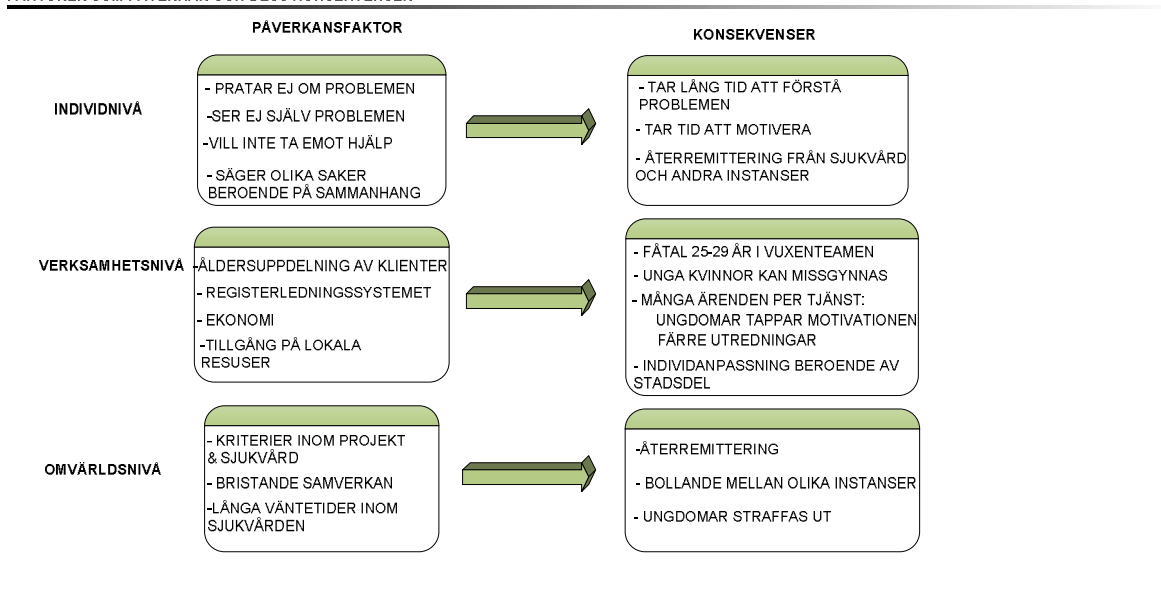 PÅVERKANSFAKTOR
KONSEKVENSER
INDIVIDNIVÅ
- PRATAR EJ OM PROBLEMEN
-SER EJ SJÄLV PROBLEMEN
-VILL INTE TA EMOT HJÄLP
- SÄGER OLIKA SAKER
BEROENDE PÅ SAMMANHANG
- TAR LÅNG TID ATT FÖRSTÅ
PROBLEMEN
- TAR TID ATT MOTIVERA
- ÅTERREMITTERING FRÅN SJUKVÅRD
OCH ANDRA INSTANSER
VERKSAMHETSNIVÅ
-ÅLDERSUPPDELNING AV KLIENTER
- REGISTERLEDNINGSSYSTEMET
- EKONOMI
-TILLGÅNG PÅ LOKALA
RESUSER
- FÅTAL 25-29 ÅR I VUXENTEAMEN
- UNGA KVINNOR KAN MISSGYNNAS
- MÅNGA ÄRENDEN PER TJÄNST:
UNGDOMAR TAPPAR MOTIVATIONEN
FÄRRE UTREDNINGAR
- INDIVIDANPASSNING BEROENDE AV
STADSDEL
OMVÄRLDSNIVÅ
- KRITERIER INOM PROJEKT
& SJUKVÅRD
- BRISTANDE SAMVERKAN
-LÅNGA VÄNTETIDER INOM
SJUKVÅRDEN
-ÅTERREMITTERING
- BOLLANDE MELLAN OLIKA INSTANSER
- UNGDOMAR STRAFFAS UT